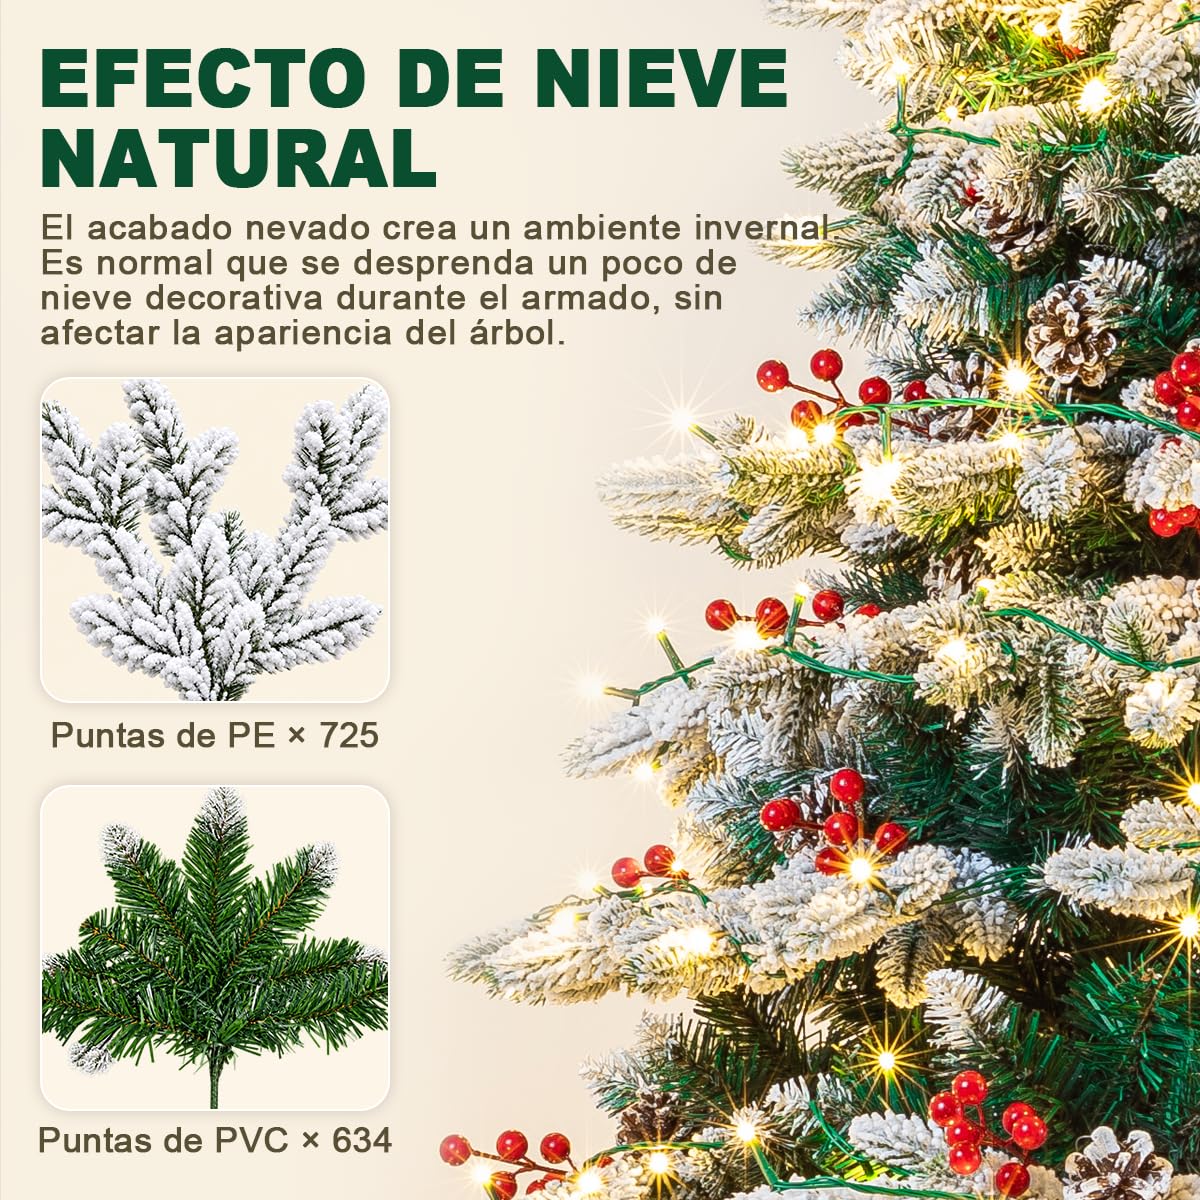 EFECTO DE NIEVE
NATURAL
El acabado nevado crea un ambiente invernal
Es normal que se desprenda un poco de
nieve decorativa durante el armado, sin
afectar la apariencia del árbol.
Puntas de PE × 725
Puntas de PVC × 634